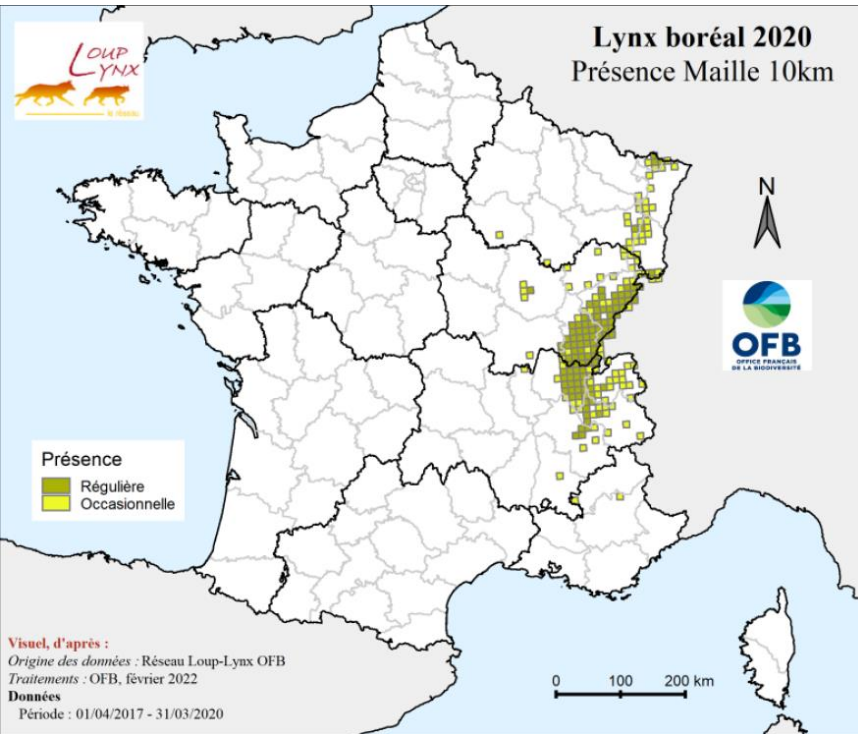 LOUP
LYNX
le réseau
Lynx boréal 2020
Présence Maille 10km
N
OFB
OFFICE FRANÇAIS
DE LA BIODIVERSITÉ
Présence
Régulière
Occasionnelle
Visuel, d'après :
Origine des données : Réseau Loup-Lynx OFB
Traitements : OFB, février 2022
Données
Période : 01/04/2017 - 31/03/2020
0 100 200 km